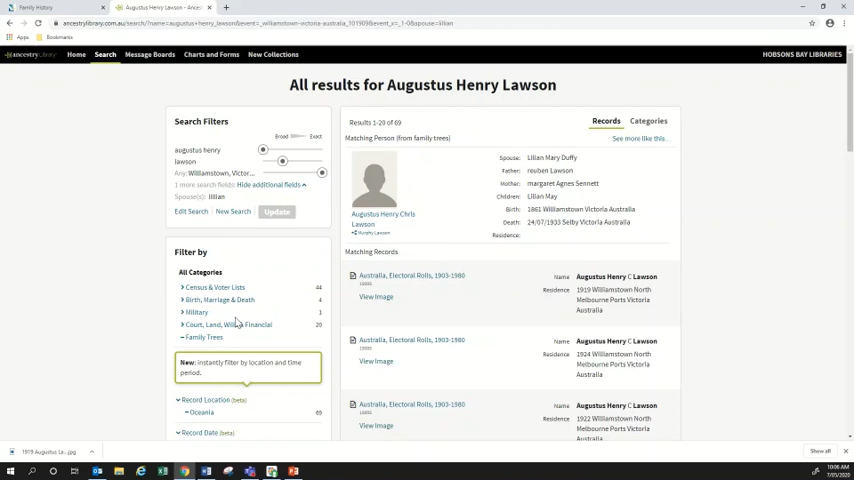 Family History
Augustus Henry Lawson - Ances
ancestrylibrary.com.au/search/?name=augustus+henry_lawson&event=_williamstown-victoria-australia_101909&event_x=_1-0&spouse=lillian
Apps Bookmarks
ancestryLibrary Home Search Message Boards Charts and Forms New Collections HOBSONS BAY LIBRARIES
All results for Augustus Henry Lawson
Search Filters
Broad Exact
augustus henry
lawson
Any: Williamstown, Victor...
1 more search fields: Hide additional fields
Spouse(s): lillian
Edit Search New Search Update
Filter by
All Categories
Census & Voter Lists 44
Birth, Marriage & Death 4
Military 1
Court, Land, Wills & Financial 20
Family Trees
New: instantly filter by location and time
period.
Record Location (beta)
Oceania 69
Record Date (beta)
Results 1-20 of 69 Records Categories
Matching Person (from family trees) See more like this...
Augustus Henry Chris
Lawson
Murphy Lawson
Spouse: Lilian Mary Duffy
Father: reuben Lawson
Mother: margaret Agnes Sennett
Children: Lilian May
Birth: 1861 Williamstown Victoria Australia
Death: 24/07/1933 Selby Victoria Australia
Residence:
Matching Records
Australia, Electoral Rolls, 1903-1980
View Image
Name Augustus Henry C Lawson
Residence 1919 Williamstown North
Melbourne Ports Victoria
Australia
Australia, Electoral Rolls, 1903-1980
View Image
Name Augustus Henry C Lawson
Residence 1924 Williamstown North
Melbourne Ports Victoria
Australia
Australia, Electoral Rolls, 1903-1980
View Image
Name Augustus Henry C Lawson
Residence 1922 Williamstown North
Melbourne Ports Victoria
Australia
1919 Augustus La....jpg Show all
10:06 AM
7/05/2020